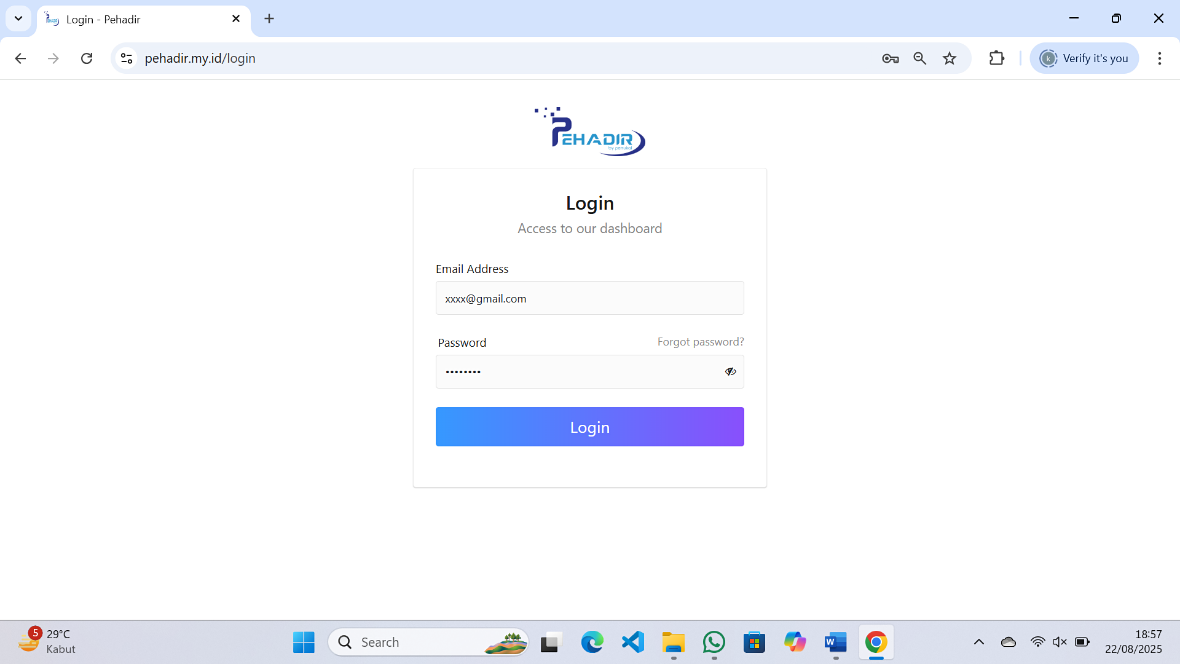 Login - Pehadir
pehadir.my.id/login
k
Verify it's you
PEHADIR
Login
Access to our dashboard
Email Address
xxxx@gmail.com
Password
Forgot password?
••••••••
Login
5
29°C
Kabut
Search
18:57
22/08/2025